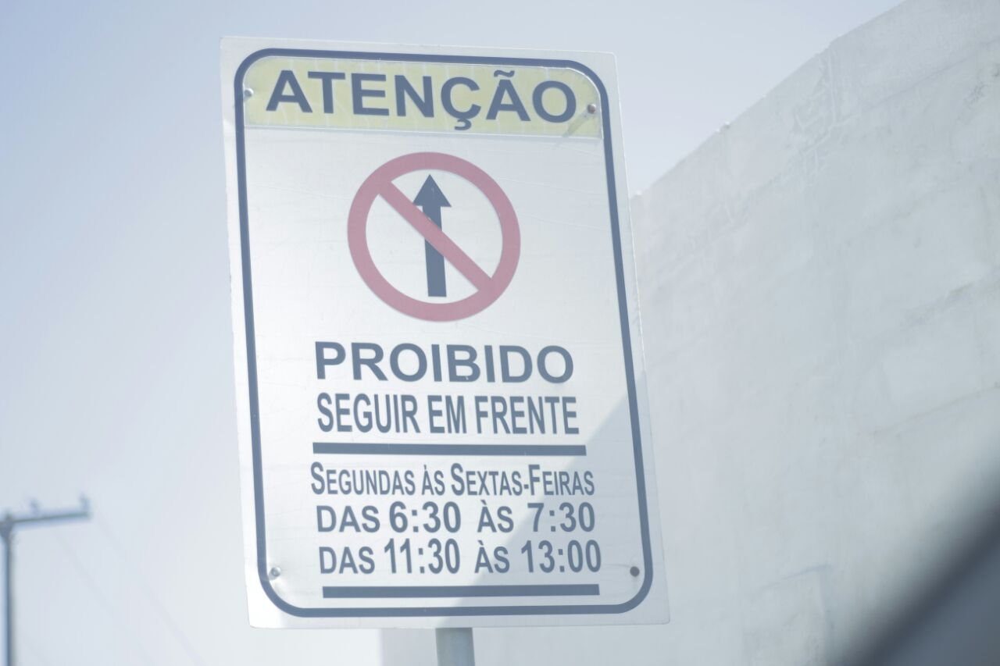 ATENÇÃO
PROIBIDO
SEGUIR EM FRENTE
SEGUNDAS ÀS SEXTAS-FEIRAS
DAS 6:30 ÀS 7:30
DAS 11:30 ÀS 13:00